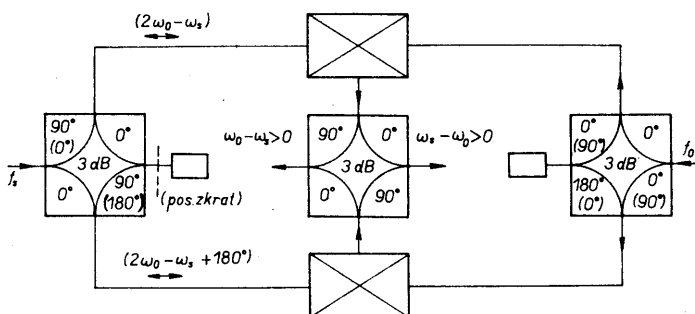 (2ω₀-ωₛ)
90° 0°
(0°)
3 dB
0° 90°
(180°)
fₛ
(pos.zkrat)
ω₀-ωₛ>0
90° 0°
3 dB
0° 90°
ωₛ-ω₀>0
0° 0°
(90°)
3 dB
180° 0°
(0°) (90°)
f₀
(2ω₀-ωₛ+180°)